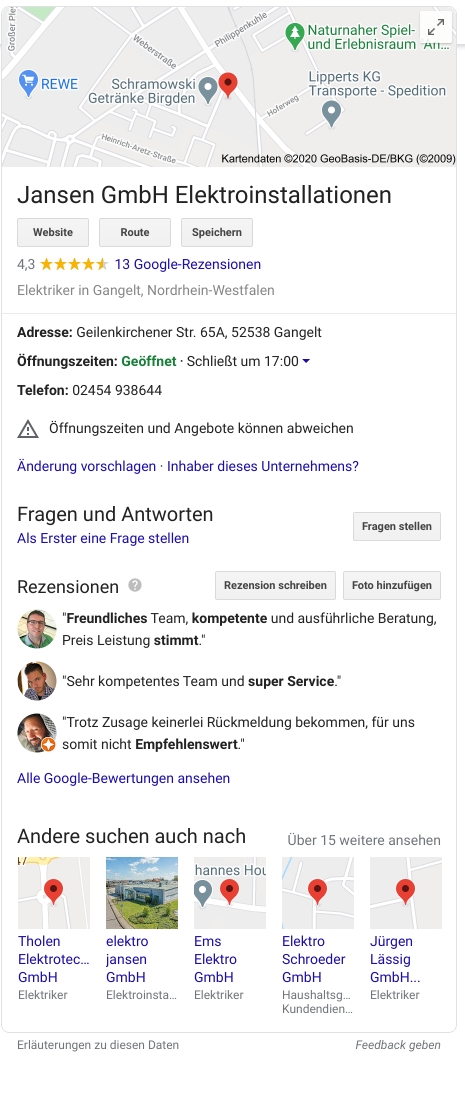 Großer Ple
Philippenkuhle
Weberstraße
Naturnaher Spiel-
und Erlebnisraum "An...
REWE
Schramowski
Getränke Birgden
Lipperts KG
Transporte - Spedition
Hoferweg
Heinrich-Aretz-Straße
Kartendaten ©2020 GeoBasis-DE/BKG (©2009)
Jansen GmbH Elektroinstallationen
Website Route Speichern
4,3 13 Google-Rezensionen
Elektriker in Gangelt, Nordrhein-Westfalen
Adresse: Geilenkirchener Str. 65A, 52538 Gangelt
Öffnungszeiten: Geöffnet · Schließt um 17:00
Telefon: 02454 938644
Öffnungszeiten und Angebote können abweichen
Änderung vorschlagen · Inhaber dieses Unternehmens?
Fragen und Antworten
Fragen stellen
Als Erster eine Frage stellen
Rezensionen ? Rezension schreiben Foto hinzufügen
"Freundliches Team, kompetente und ausführliche Beratung,
Preis Leistung stimmt."
"Sehr kompetentes Team und super Service."
"Trotz Zusage keinerlei Rückmeldung bekommen, für uns
somit nicht Empfehlenswert."
Alle Google-Bewertungen ansehen
Andere suchen auch nach Über 15 weitere ansehen
47
hannes Hou
Tholen
Elektrotec...
GmbH
Elektriker
elektro
jansen
GmbH
Elektroinsta...
Ems
Elektro
GmbH
Elektriker
Elektro
Schroeder
GmbH
Haushaltsg...
Kundendien...
Jürgen
Lässig
GmbH...
Elektriker
Erläuterungen zu diesen Daten Feedback geben